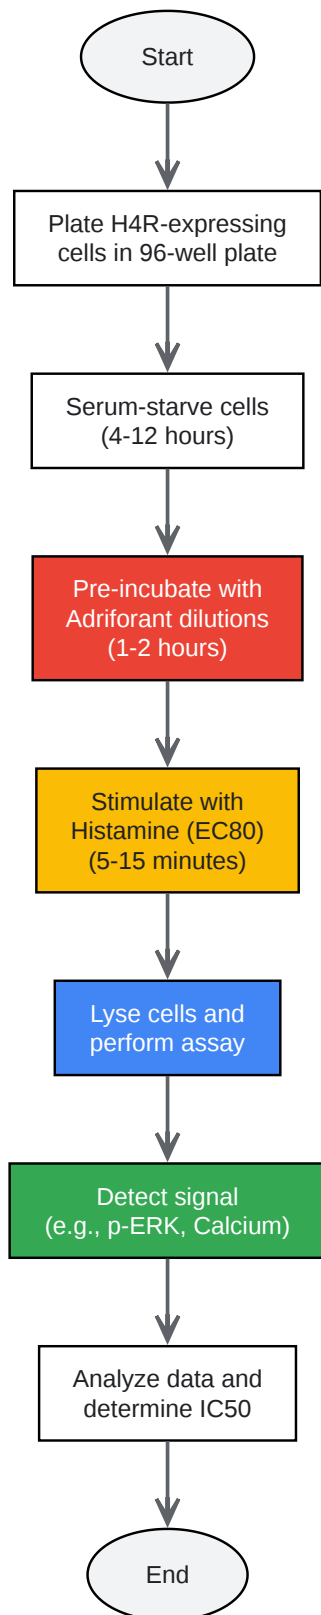 Start
Plate H4R-expressing
cells in 96-well plate
Serum-starve cells
(4-12 hours)
Pre-incubate with
Adriforant dilutions
(1-2 hours)
Stimulate with
Histamine (EC80)
(5-15 minutes)
Lyse cells and
perform assay
Detect signal
(e.g., p-ERK, Calcium)
Analyze data and
determine IC50
End